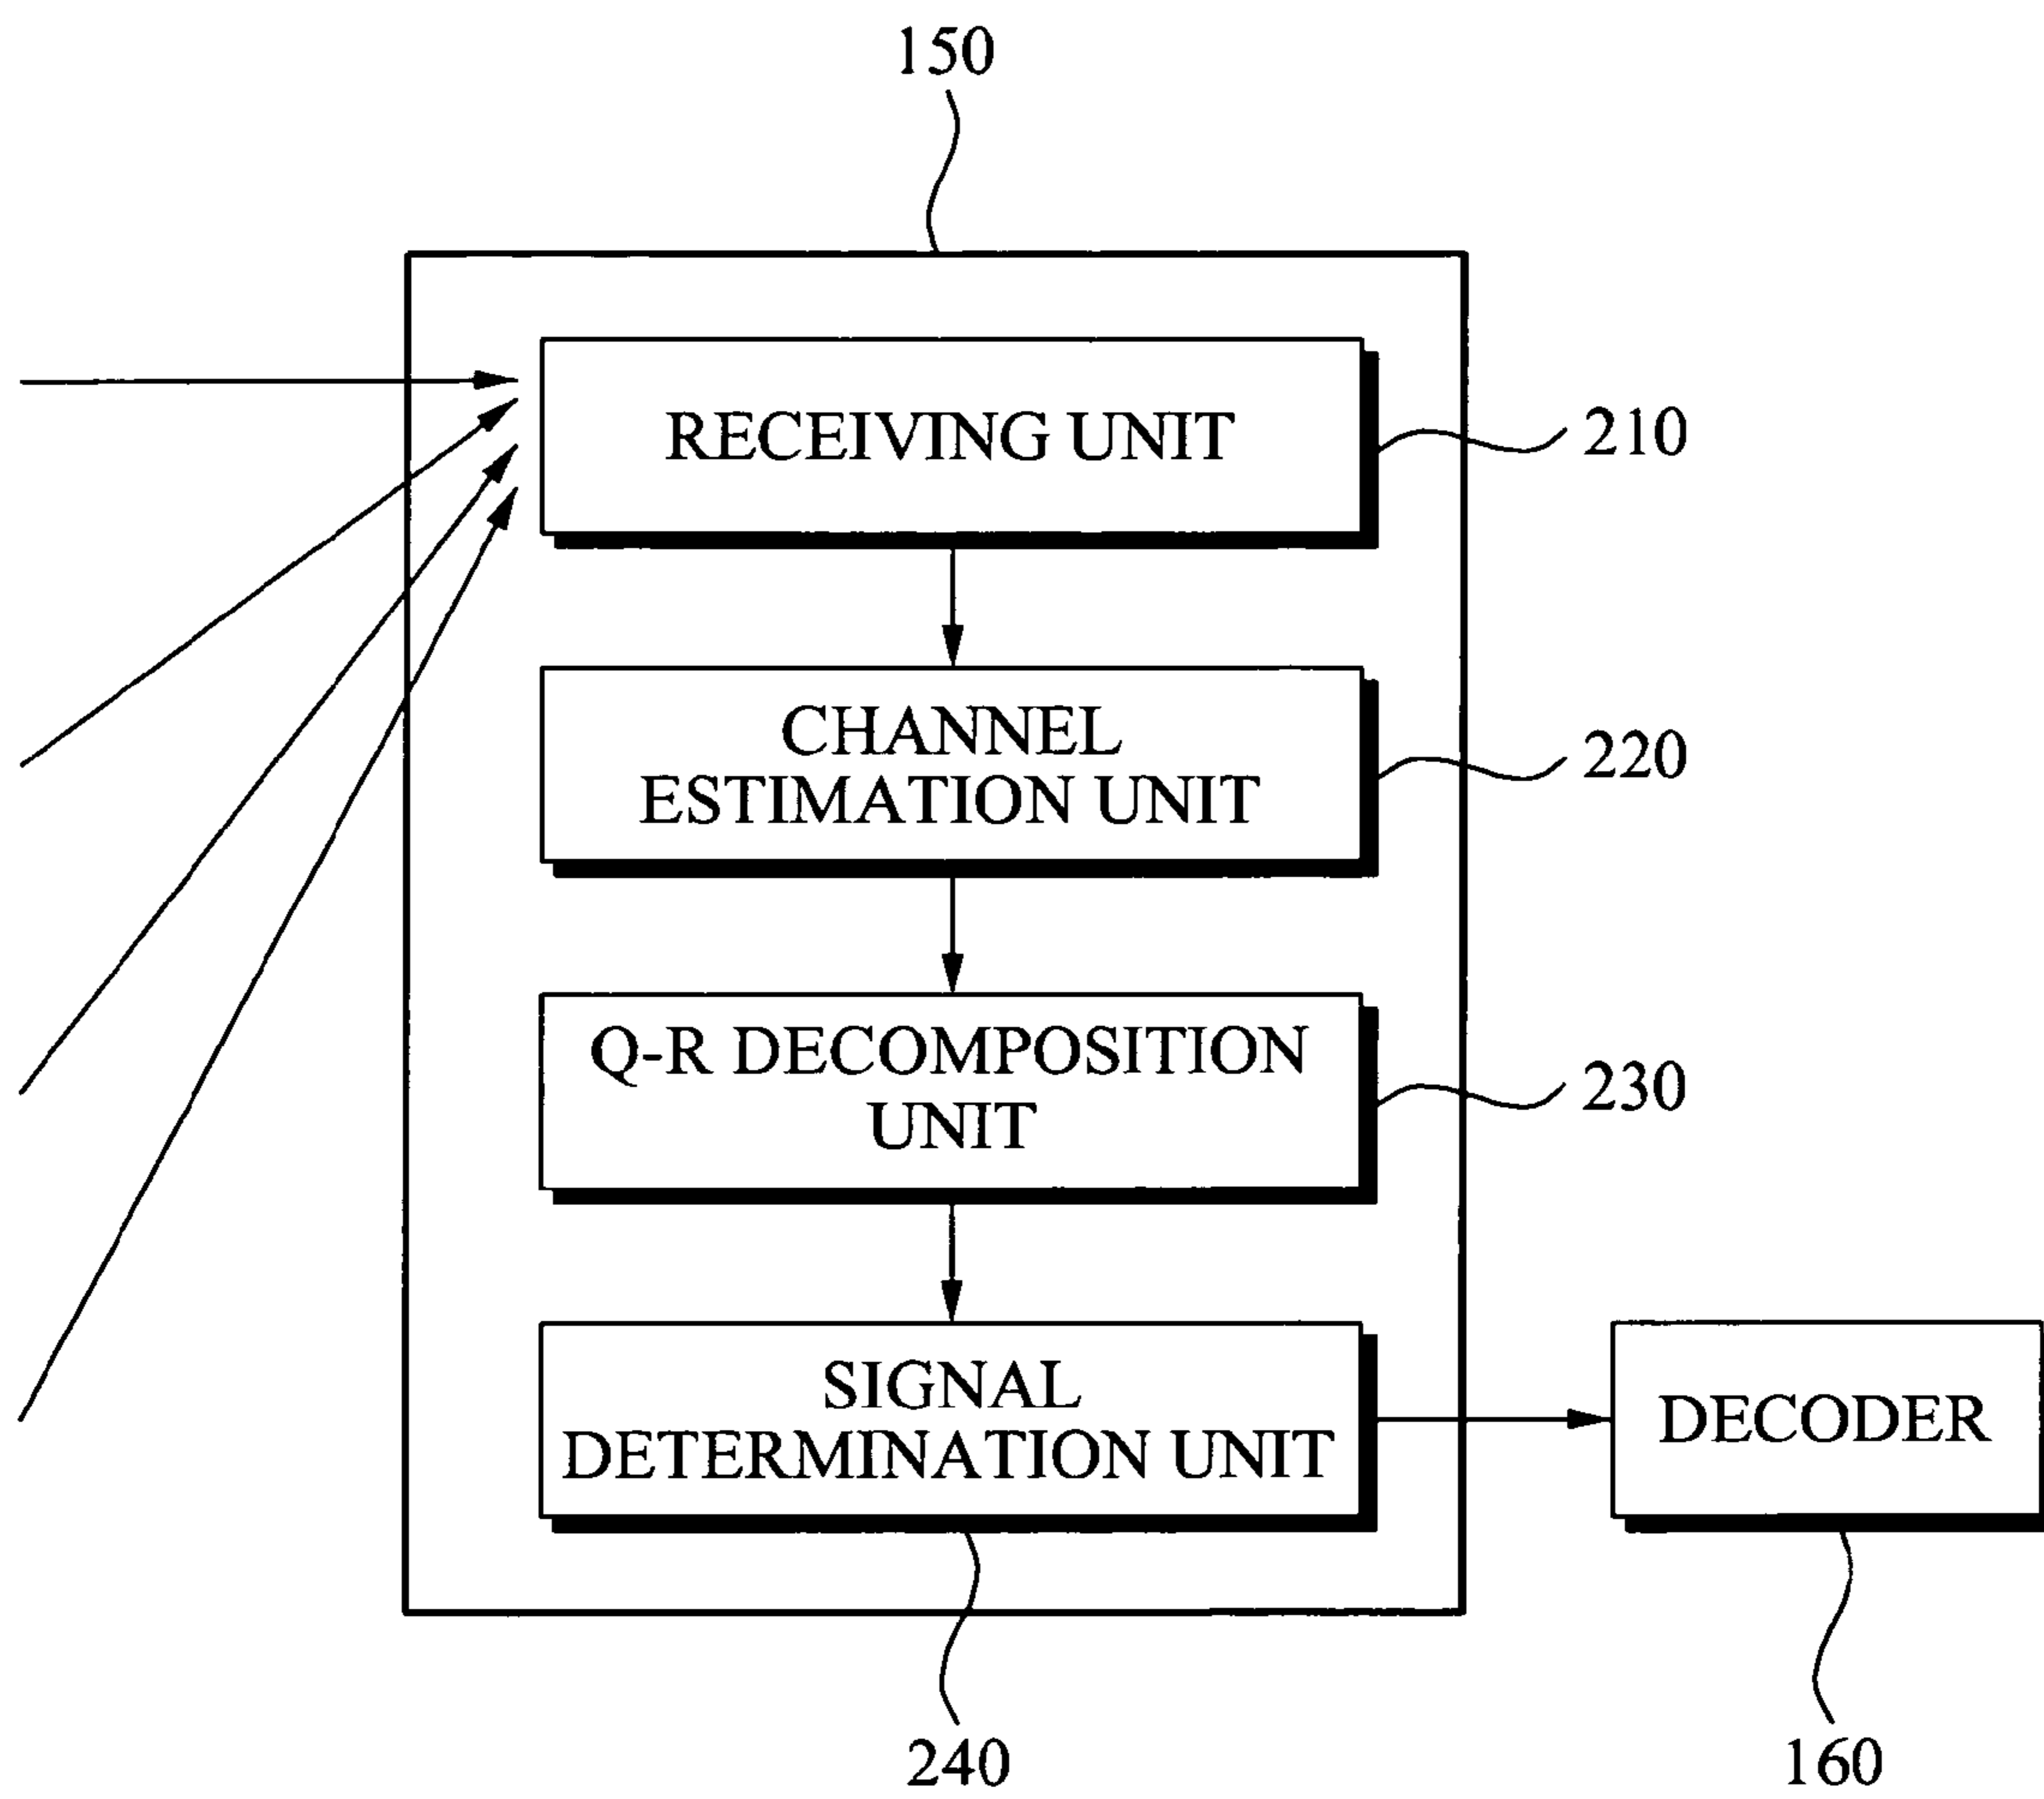 150
RECEIVING UNIT
210
CHANNEL
ESTIMATION UNIT
220
Q-R DECOMPOSITION
UNIT
230
SIGNAL
DETERMINATION UNIT
DECODER
240
160